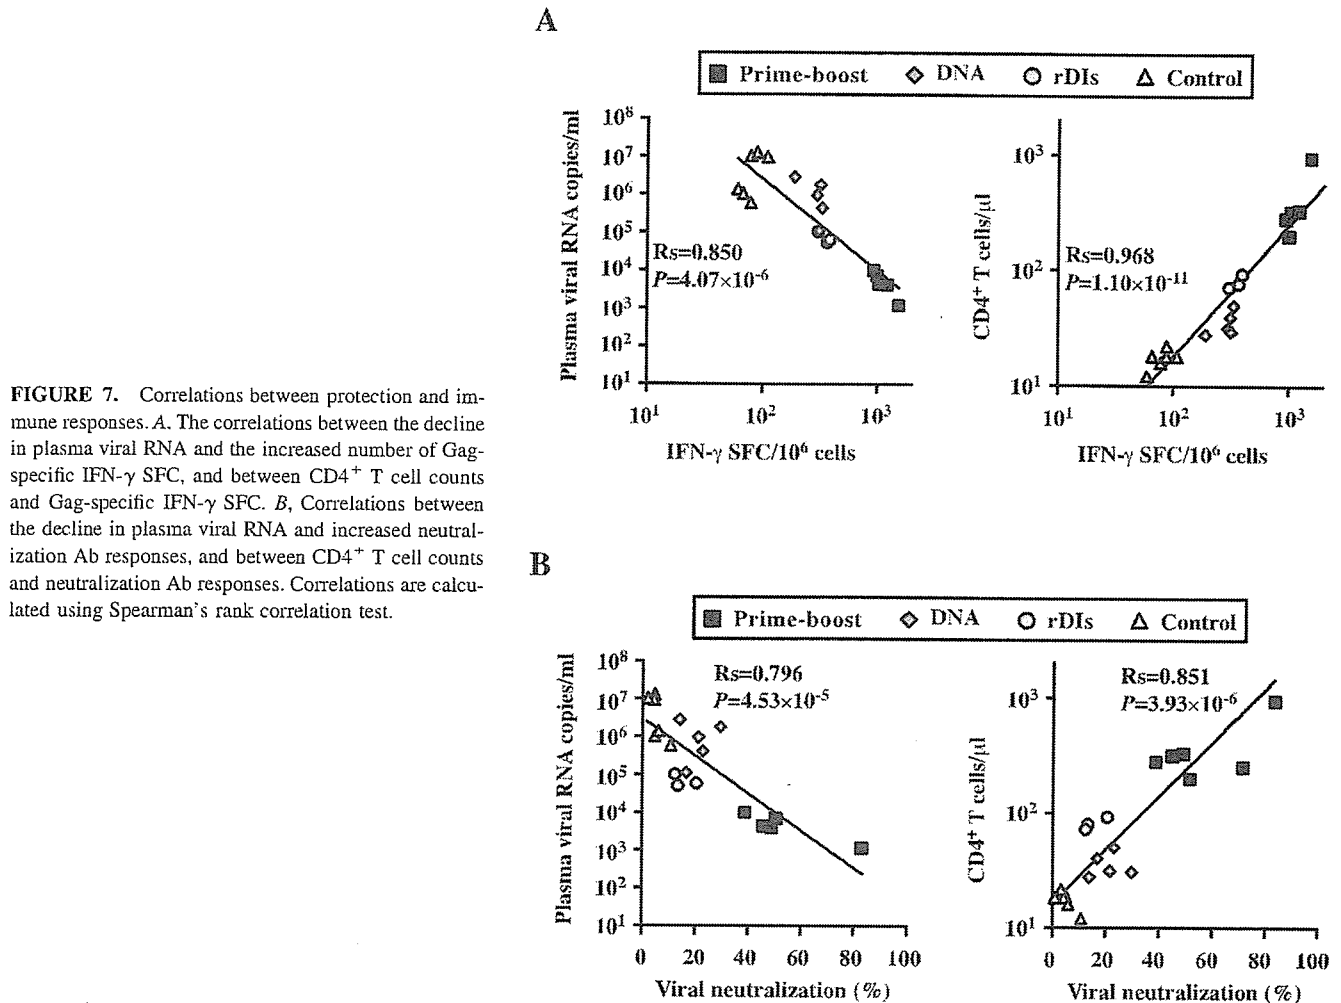 FIGURE 7. Correlations between protection and im-
mune responses. A. The correlations between the decline
in plasma viral RNA and the increased number of Gag-
specific IFN-γ SFC, and between CD4⁺ T cell counts
and Gag-specific IFN-γ SFC. B, Correlations between
the decline in plasma viral RNA and increased neutral-
ization Ab responses, and between CD4⁺ T cell counts
and neutralization Ab responses. Correlations are calcu-
lated using Spearman's rank correlation test.
A
Prime-boost DNA rDIs Control
Plasma viral RNA copies/ml
10⁸
10⁷
10⁶
10⁵
10⁴
10³
10²
10¹
Rs=0.850
P=4.07×10⁻⁶
10¹ 10² 10³
IFN-γ SFC/10⁶ cells
CD4⁺ T cells/μl
10³
10²
10¹
Rs=0.968
P=1.10×10⁻¹¹
10¹ 10² 10³
IFN-γ SFC/10⁶ cells
B
Prime-boost DNA rDIs Control
Plasma viral RNA copies/ml
10⁸
10⁷
10⁶
10⁵
10⁴
10³
10²
10¹
Rs=0.796
P=4.53×10⁻⁵
0 20 40 60 80 100
Viral neutralization (%)
CD4⁺ T cells/μl
10³
10²
10¹
Rs=0.851
P=3.93×10⁻⁶
0 20 40 60 80 100
Viral neutralization (%)